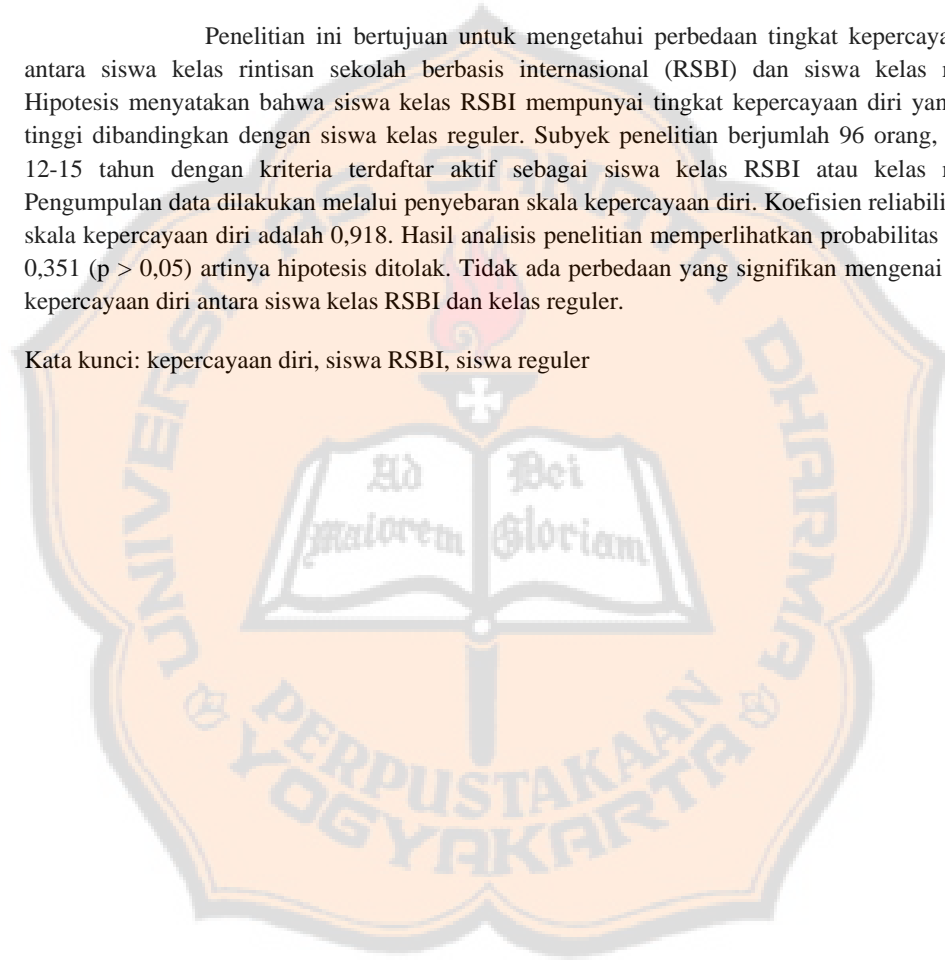 Penelitian ini bertujuan untuk mengetahui perbedaan tingkat
antara siswa kelas rintisan sekolah berbasis internasional (RSBI) dan siswa kelas
Hipotesis menyatakan bahwa siswa kelas RSBI mempunyai tingkat kepercayaan diri
tinggi dibandingkan dengan siswa kelas reguler. Subyek penelitian berjumlah 96 orang,
12-15 tahun dengan kriteria terdaftar aktif sebagai siswa kelas RSBI atau kelas
Pengumpulan data dilakukan melalui penyebaran skala kepercayaan diri. Koefisien
skala kepercayaan diri adalah 0,918. Hasil analisis penelitian memperlihatkan probabilitas
0,351 (p > 0,05) artinya hipotesis ditolak. Tidak ada perbedaan yang signifikan mengenai
kepercayaan diri antara siswa kelas RSBI dan kelas reguler.
Kata kunci: kepercayaan diri, siswa RSBI, siswa reguler
UNIVERSITAS SANATA DHARMA
Ad Dei
Maiorem Gloriam
PERPUSTAKAAN
YOGYAKARTA